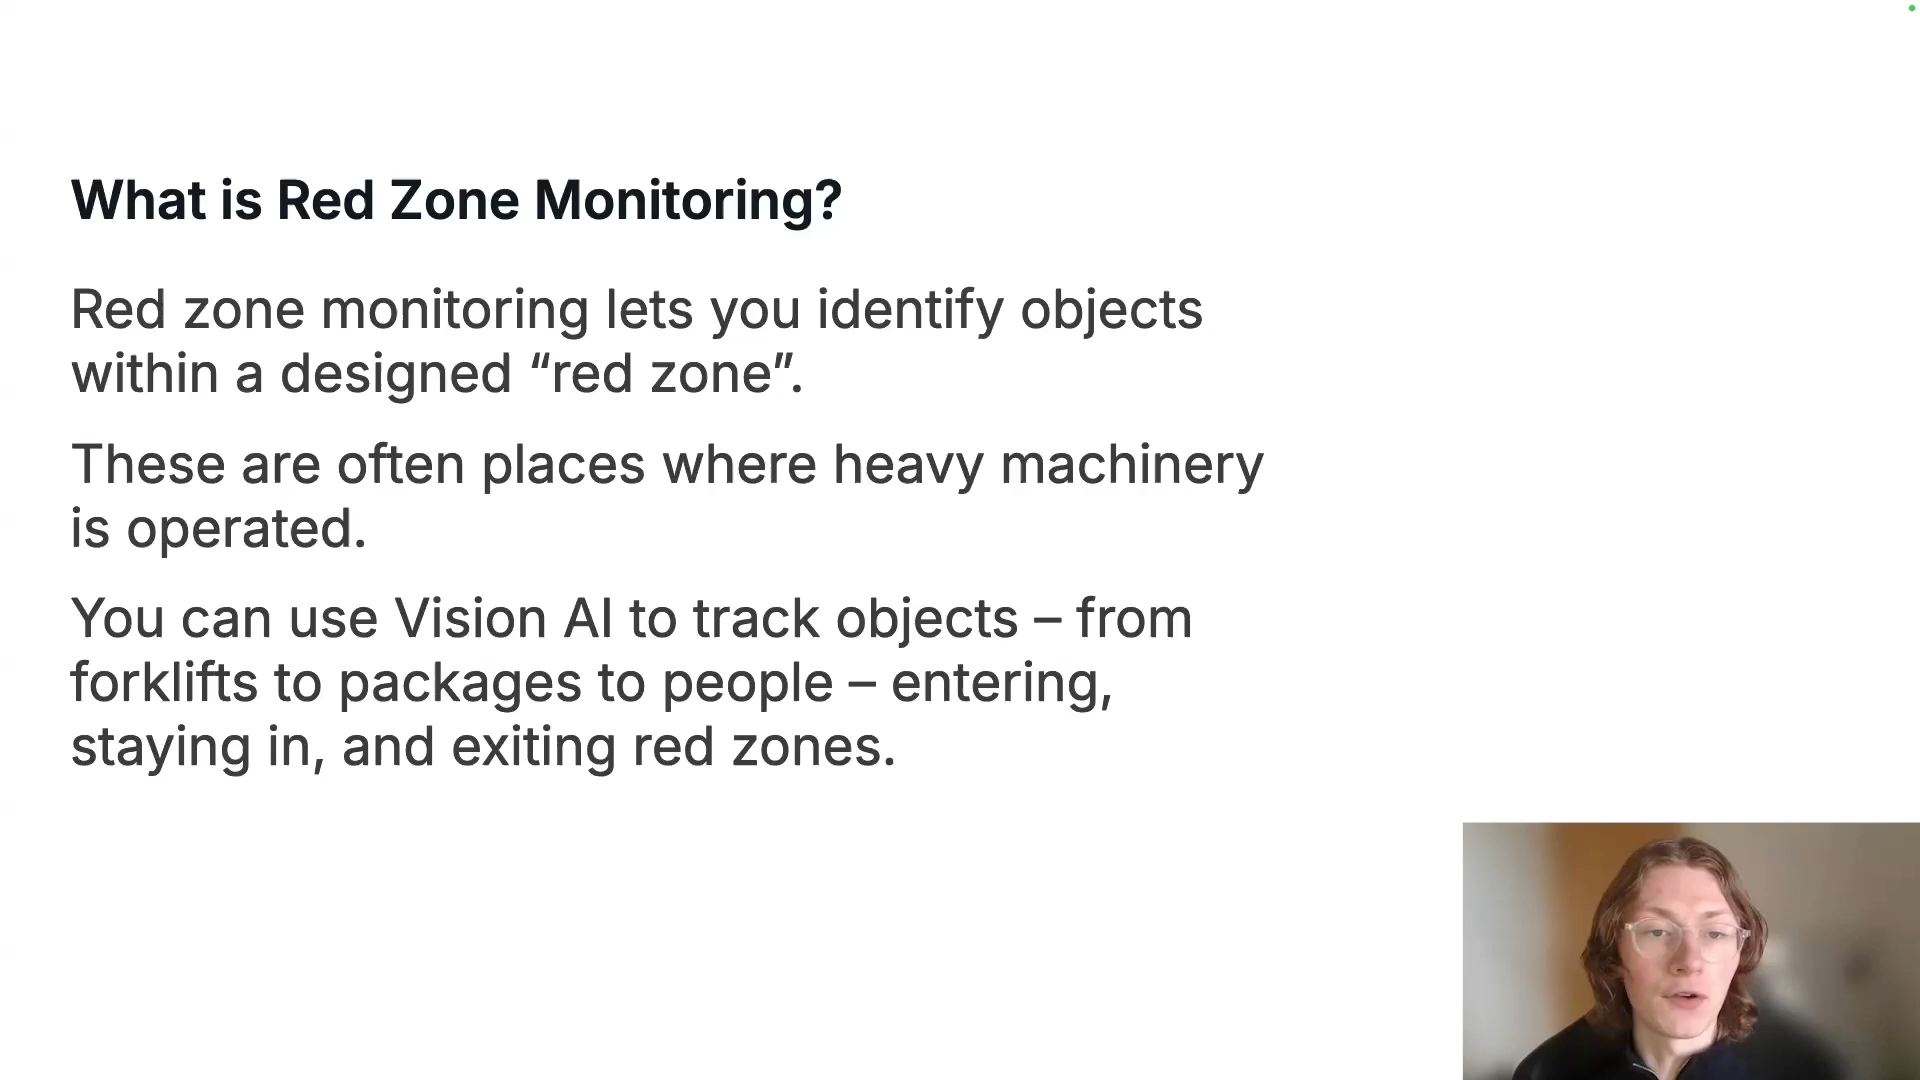 What is Red Zone Monitoring?
Red zone monitoring lets you identify objects
within a designed “red zone”.
These are often places where heavy machinery
is operated.
You can use Vision AI to track objects – from
forklifts to packages to people – entering,
staying in, and exiting red zones.